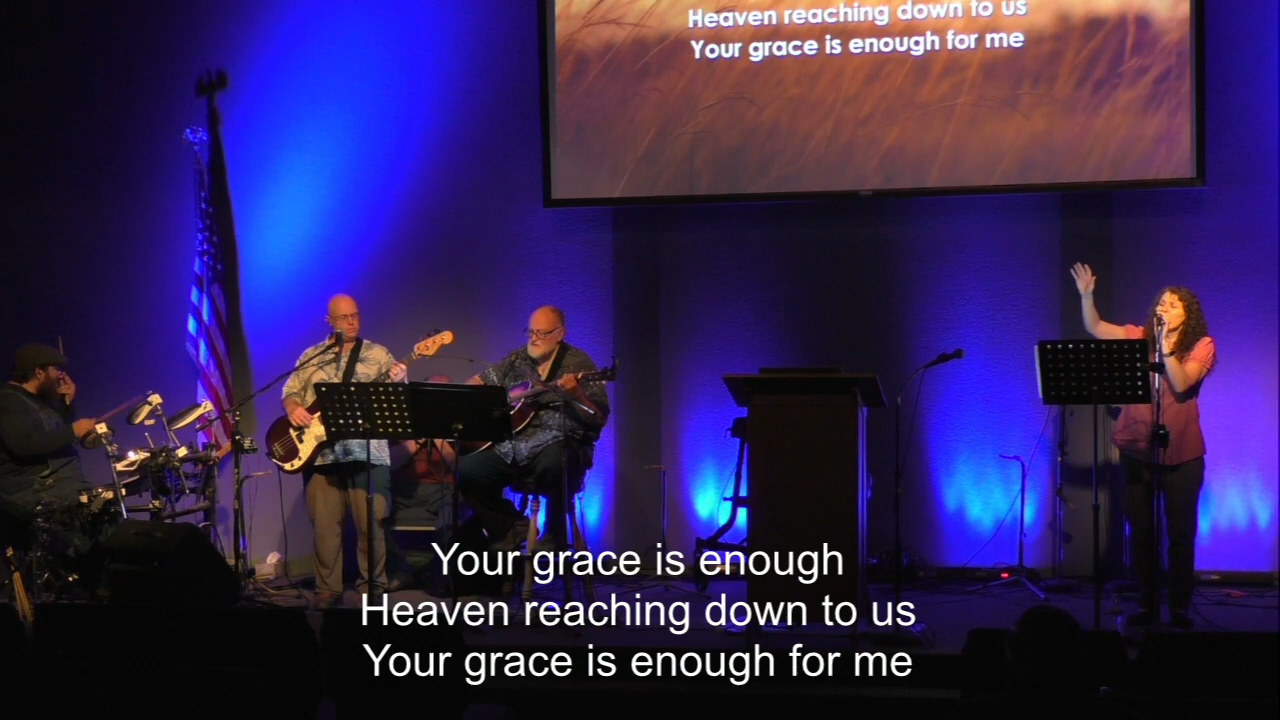 Heaven reaching down to us
Your grace is enough for me
Your grace is enough
Heaven reaching down to us
Your grace is enough for me